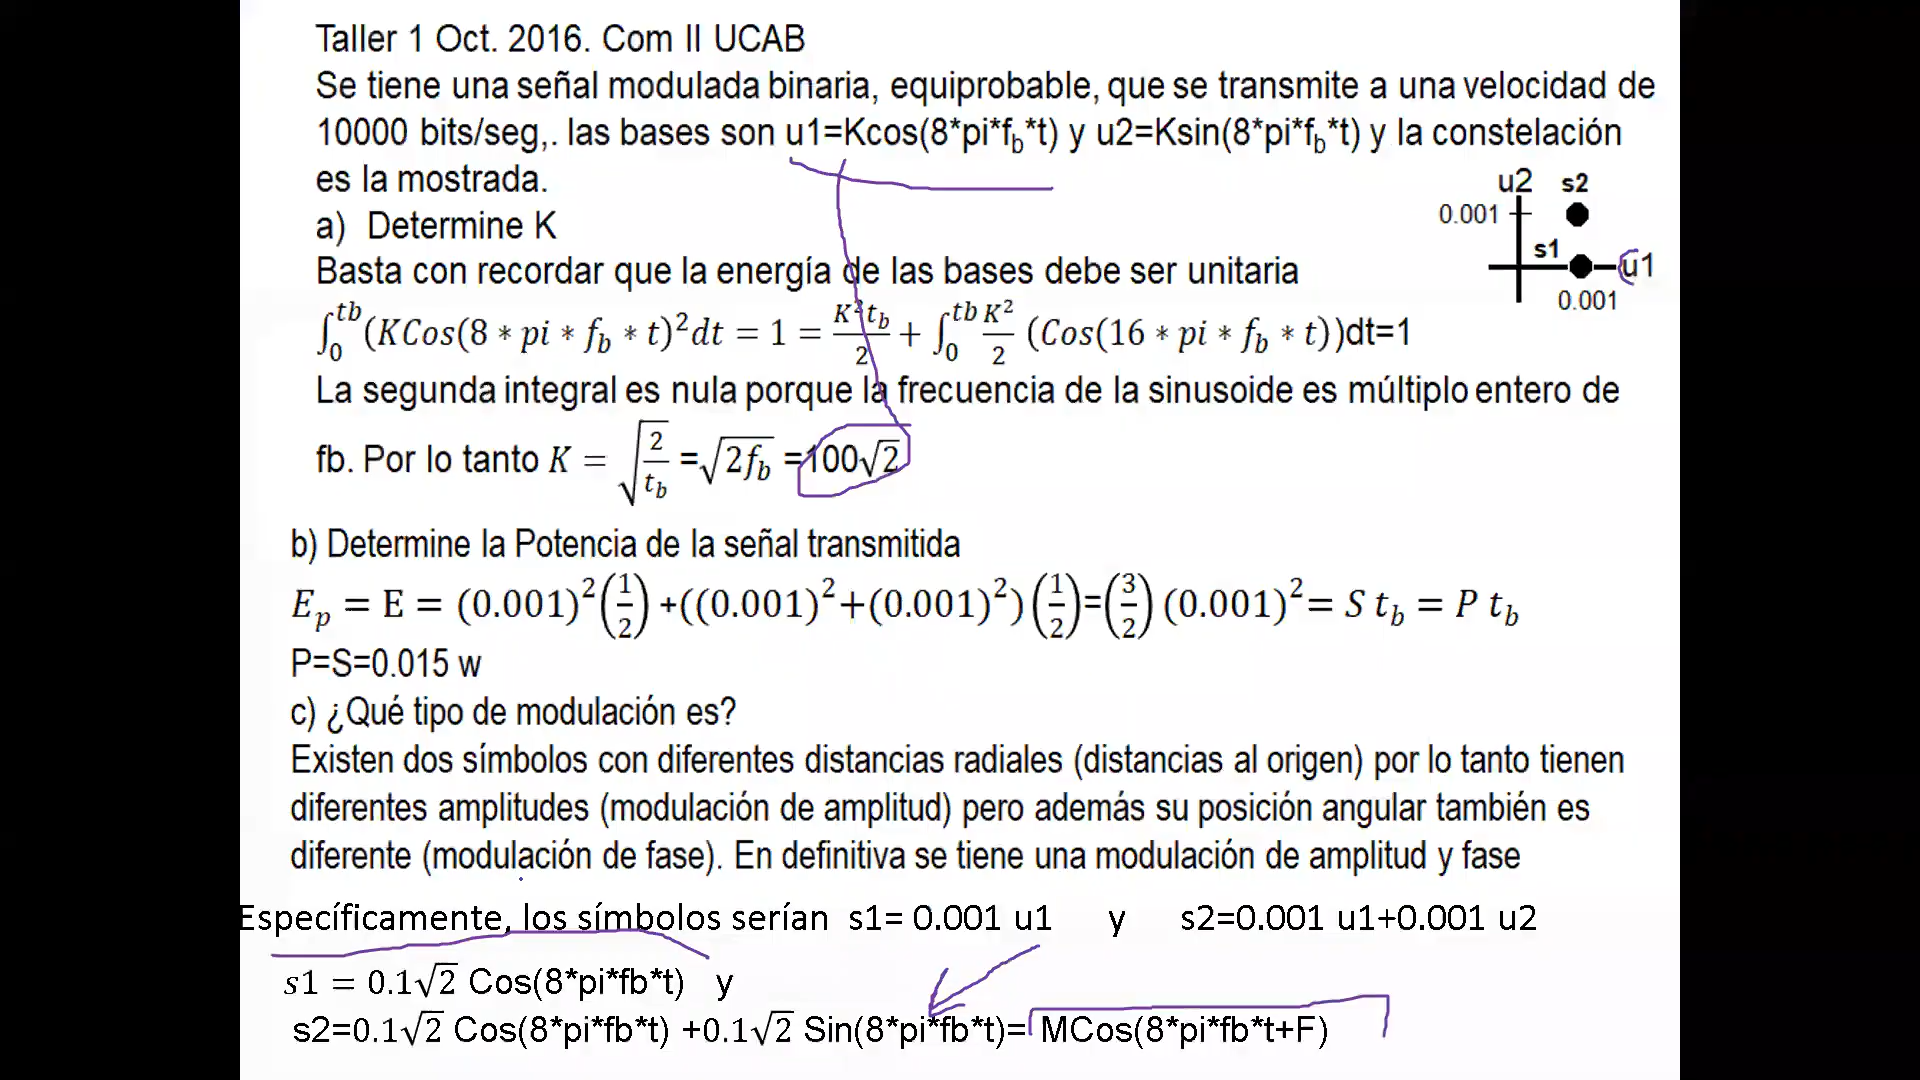 Taller 1 Oct. 2016. Com II UCAB
Se tiene una señal modulada binaria, equiprobable, que se transmite a una velocidad de
10000 bits/seg,. las bases son u1=Kcos(8*pi*f_b*t) y u2=Ksin(8*pi*f_b*t) y la constelación
es la mostrada.
u2 s2
0.001
s1
u1
0.001
a) Determine K
Basta con recordar que la energía de las bases debe ser unitaria
∫_0^{tb} (KCos(8 * pi * f_b * t)^2 dt = 1 = \frac{K^2 t_b}{2} + ∫_0^{tb} \frac{K^2}{2} (Cos(16 * pi * f_b * t))dt=1
La segunda integral es nula porque la frecuencia de la sinusoide es múltiplo entero de
fb. Por lo tanto K = \sqrt{\frac{2}{t_b}} =\sqrt{2f_b} =100√2
b) Determine la Potencia de la señal transmitida
E_p = E = (0.001)^2 (\frac{1}{2}) +((0.001)^2+(0.001)^2) (\frac{1}{2})=(\frac{3}{2}) (0.001)^2= S t_b = P t_b
P=S=0.015 w
c) ¿Qué tipo de modulación es?
Existen dos símbolos con diferentes distancias radiales (distancias al origen) por lo tanto tienen
diferentes amplitudes (modulación de amplitud) pero además su posición angular también es
diferente (modulación de fase). En definitiva se tiene una modulación de amplitud y fase
Específicamente, los símbolos serían s1= 0.001 u1 y s2=0.001 u1+0.001 u2
s1 = 0.1√2 Cos(8*pi*fb*t) y
s2=0.1√2 Cos(8*pi*fb*t) +0.1√2 Sin(8*pi*fb*t)= MCos(8*pi*fb*t+F)